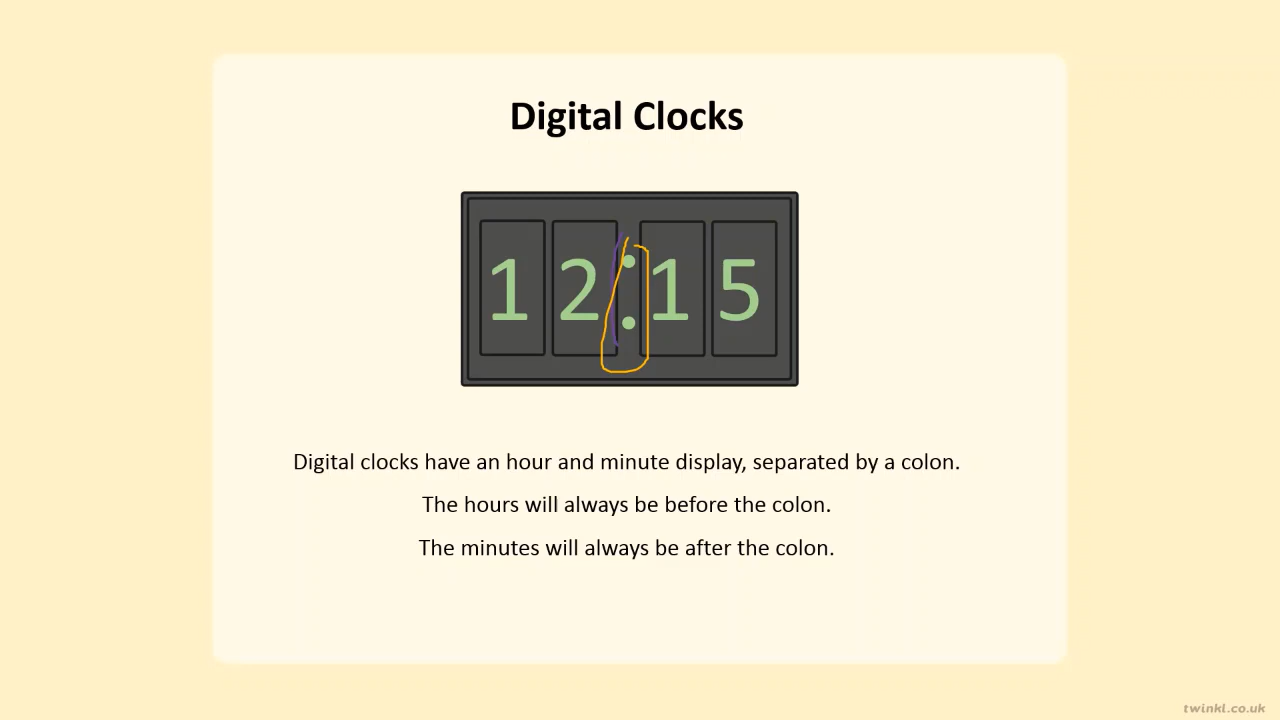 Digital Clocks
12:15
Digital clocks have an hour and minute display, separated by a colon.
The hours will always be before the colon.
The minutes will always be after the colon.
twinkl.co.uk